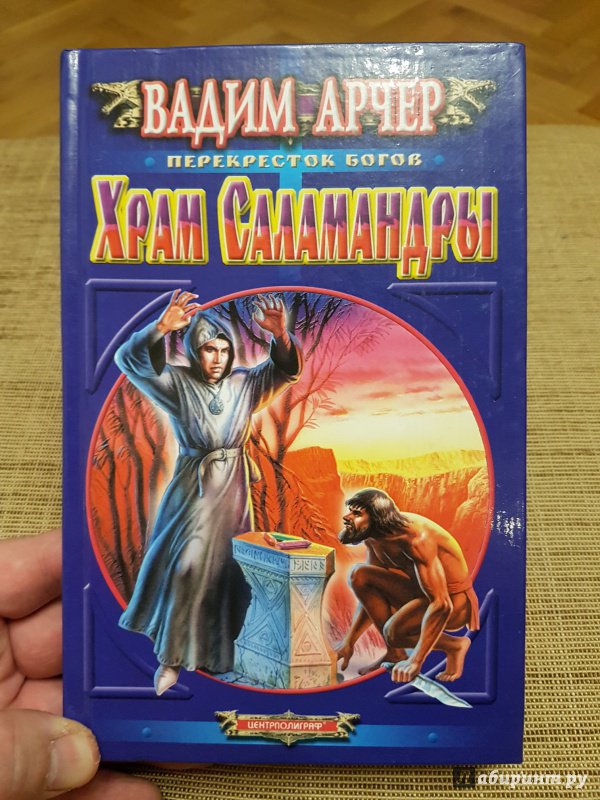 ВАДИМ АРЧЕР
ПЕРЕКРЕСТОК БОГОВ
ХРАМ САЛАМАНДРЫ
ЦЕНТРПОЛИГРАФ
Лабиринт.ру